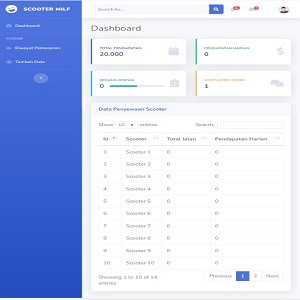 SCOOTER MILF
Search for...
Dashboard
Dashboard
ADDONS
Riwayat Pemesanan
Tambah Data
TOTAL PENDAPATAN
20.000
PENDAPATAN HARIAN
0
SEDANG DISEWA
0
COMPLETED ORDER
1
Data Penyewaan Scooter
Show 10 entries
Search:
Id Scooter Total Jalan Pendapatan Harian
1 Scooter 1 0 0
2 Scooter 2 0 0
3 Scooter 3 0 0
4 Scooter 4 0 0
5 Scooter 5 0 0
6 Scooter 6 0 0
7 Scooter 7 0 0
8 Scooter 8 0 0
9 Scooter 9 0 0
10 Scooter 10 0 0
Showing 1 to 10 of 14
entries
Previous 1 2 Next